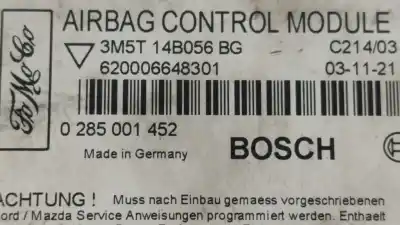 AIRBAG CONTROL MODULE
FoMoCo
3M5T 14B056 BG C214/03
620006648301 03-11-21
0 285 001 452
Made in Germany BOSCH
ACHTUNG ! Muss nach Einbau gemaess vorgeschriebenen
ord / Mazda Service Anweisungen programmiert werden. Enthaelt